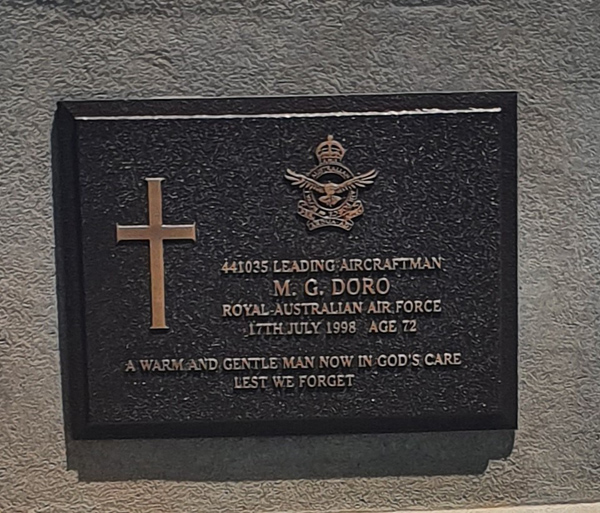 AUSTRALIAN
441035 LEADING AIRCRAFTMAN
M. G. DORO
ROYAL AUSTRALIAN AIR FORCE
17TH JULY 1998 AGE 72
A WARM AND GENTLE MAN NOW IN GOD'S CARE
LEST WE FORGET